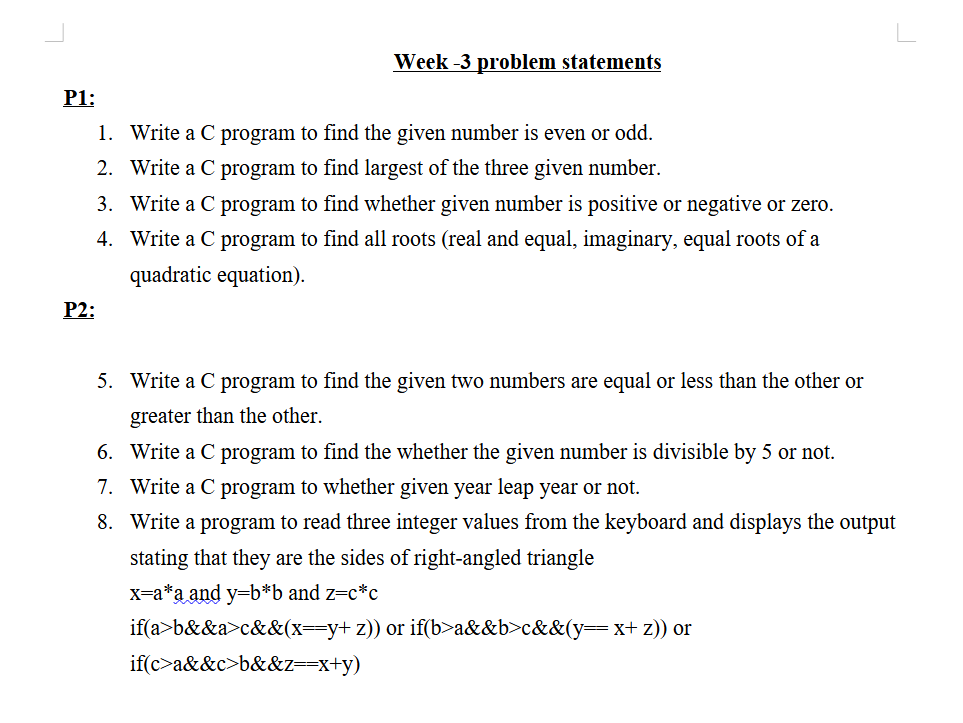 Week -3 problem statements
P1:
1. Write a C program to find the given number is even or odd.
2. Write a C program to find largest of the three given number.
3. Write a C program to find whether given number is positive or negative or zero.
4. Write a C program to find all roots (real and equal, imaginary, equal roots of a
quadratic equation).
P2:
5. Write a C program to find the given two numbers are equal or less than the other or
greater than the other.
6. Write a C program to find the whether the given number is divisible by 5 or not.
7. Write a C program to whether given year leap year or not.
8. Write a program to read three integer values from the keyboard and displays the output
stating that they are the sides of right-angled triangle
x=a*a and y=b*b and z=c*c
if(a>b&&a>c&&(x==y+ z)) or if(b>a&&b>c&&(y== x+ z)) or
if(c>a&&c>b&&z==x+y)